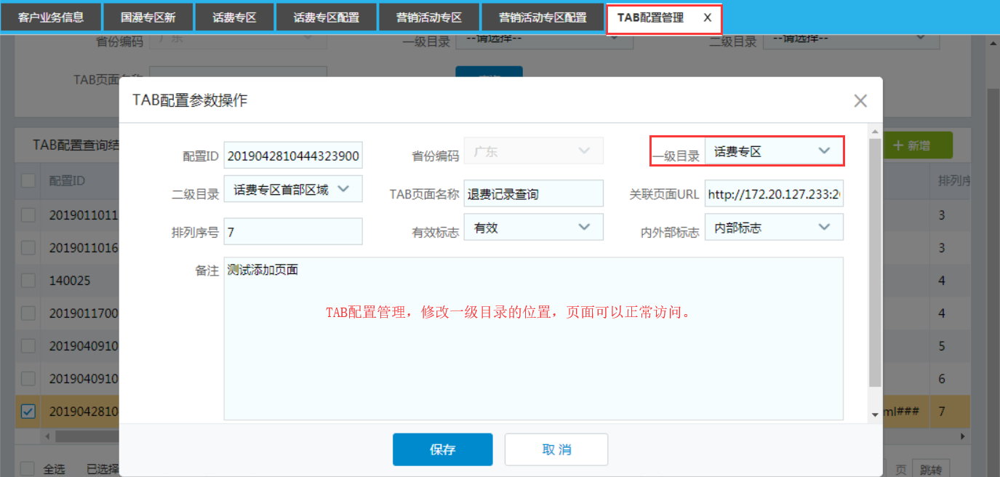 客户业务信息 国漫专区新 话费专区 话费专区配置 营销活动专区 营销活动专区配置 TAB配置管理 X
省份编码 广东 一级目录 --请选择-- 二级目录 --请选择--
TAB页面名称
TAB配置参数操作
TAB配置查询结 新增
配置ID 2019042810444323900 省份编码 广东 一级目录 话费专区
配置ID 排列序
二级目录 话费专区首部区域 TAB页面名称 退费记录查询 关联页面URL http://172.20.127.233:2
2019011011 3
排列序号 7 有效标志 有效 内外部标志 内部标志
2019011016 3
备注 测试添加页面
140025 4
TAB配置管理，修改一级目录的位置，页面可以正常访问。
2019011700 4
2019040910 5
2019040910 6
2019042810 ml### 7
保存 取消
全选 已选择 页 跳转